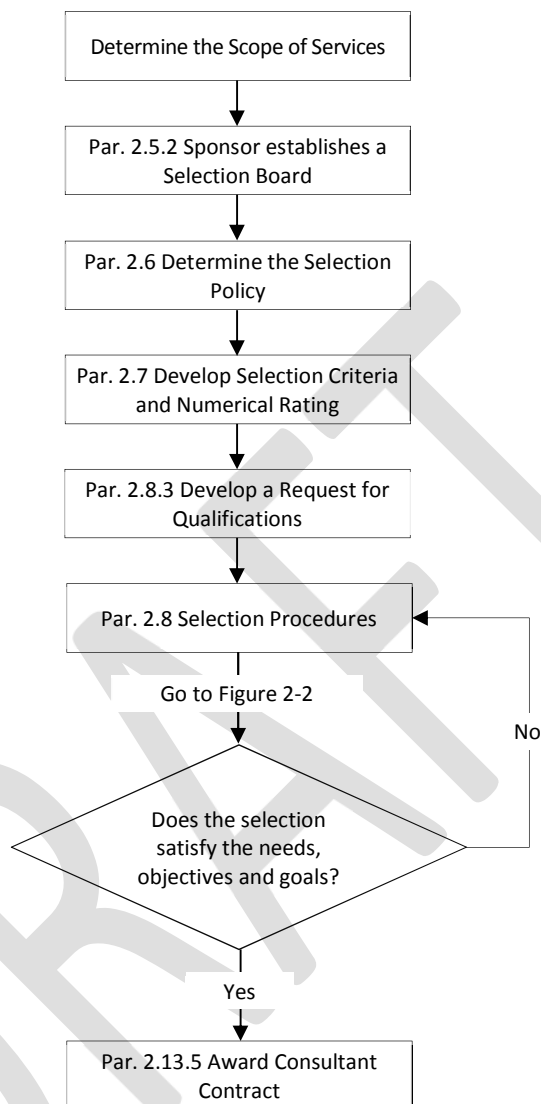 Determine the Scope of Services
Par. 2.5.2 Sponsor establishes a
Selection Board
Par. 2.6 Determine the Selection
Policy
Par. 2.7 Develop Selection Criteria
and Numerical Rating
Par. 2.8.3 Develop a Request for
Qualifications
Par. 2.8 Selection Procedures
Go to Figure 2-2
No
Does the selection
satisfy the needs,
objectives and goals?
Yes
Par. 2.13.5 Award Consultant
Contract
DRAFT